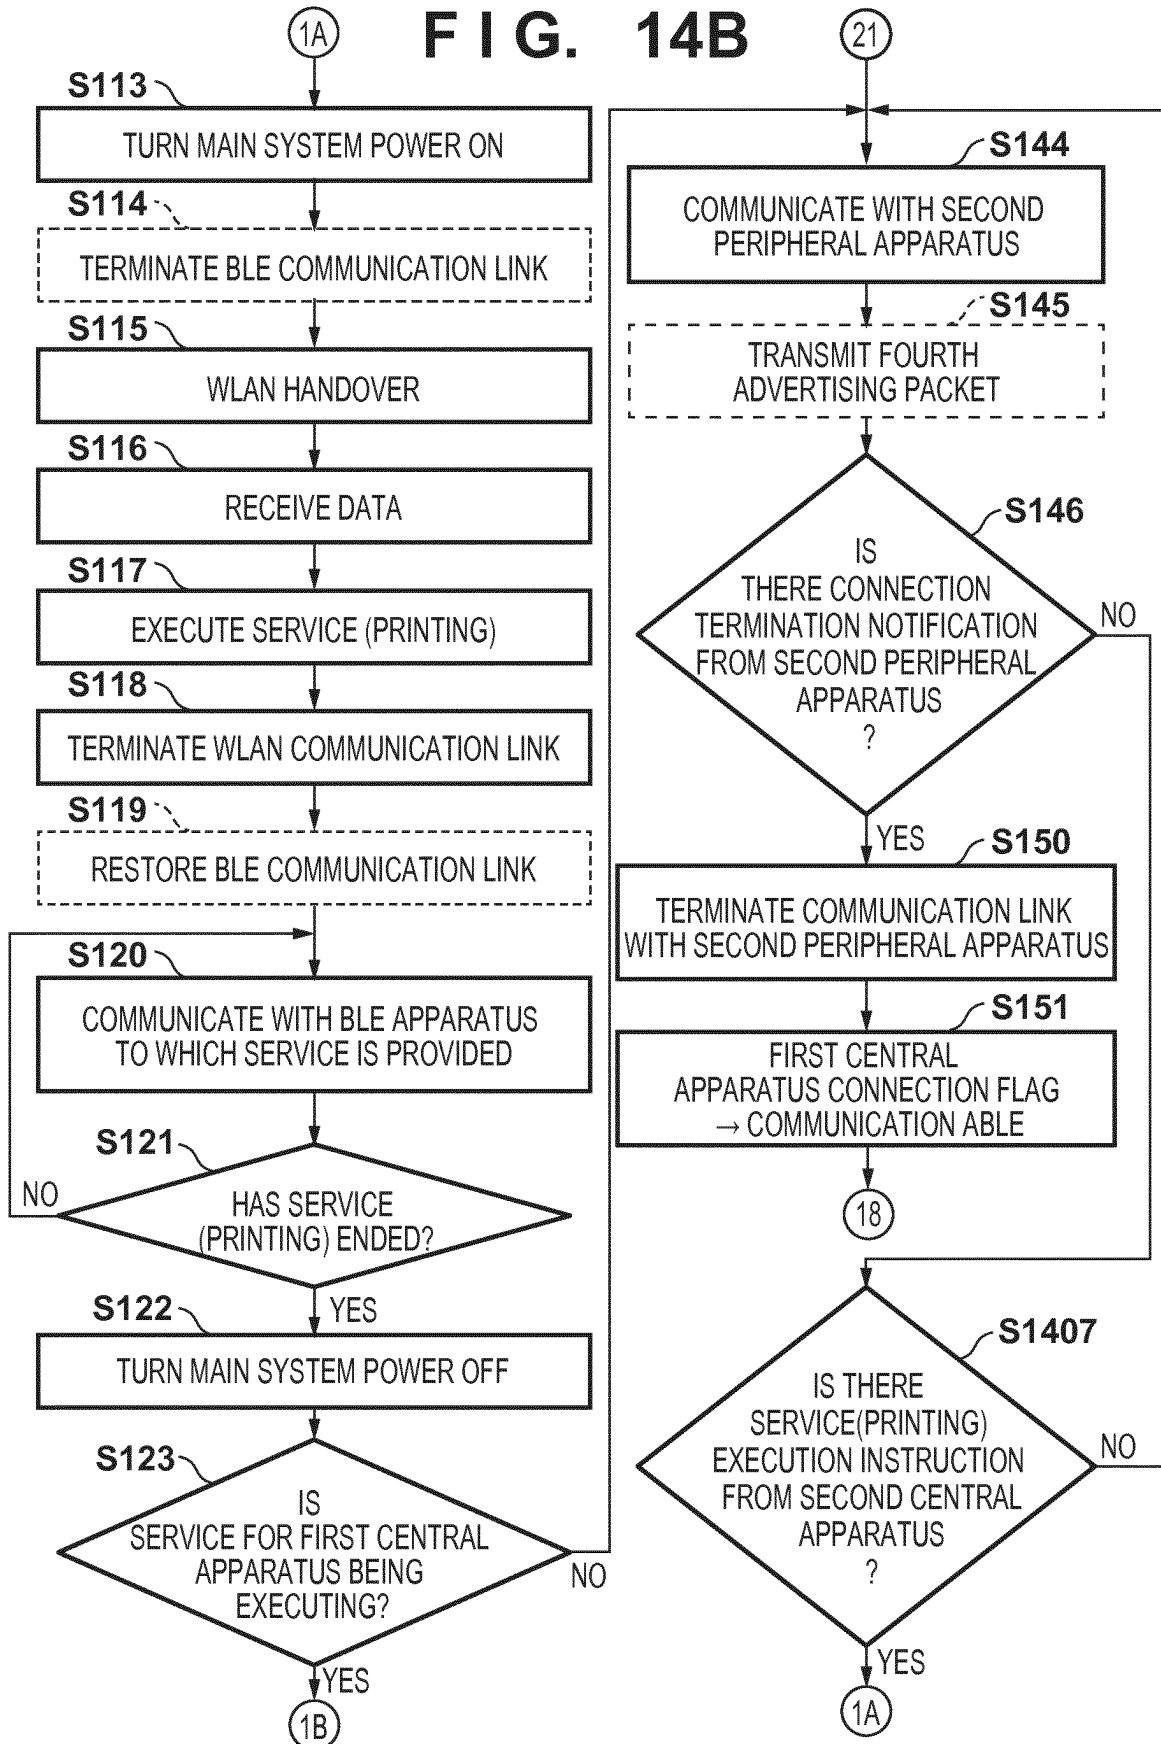 FIG. 14B
1A
S113
TURN MAIN SYSTEM POWER ON
S114
TERMINATE BLE COMMUNICATION LINK
S115
WLAN HANDOVER
S116
RECEIVE DATA
S117
EXECUTE SERVICE (PRINTING)
S118
TERMINATE WLAN COMMUNICATION LINK
S119
RESTORE BLE COMMUNICATION LINK
S120
COMMUNICATE WITH BLE APPARATUS
TO WHICH SERVICE IS PROVIDED
S121
HAS SERVICE
(PRINTING) ENDED?
NO
YES
S122
TURN MAIN SYSTEM POWER OFF
S123
IS
SERVICE FOR FIRST CENTRAL
APPARATUS BEING
EXECUTING?
NO
YES
1B
21
S144
COMMUNICATE WITH SECOND
PERIPHERAL APPARATUS
S145
TRANSMIT FOURTH
ADVERTISING PACKET
S146
IS
THERE CONNECTION
TERMINATION NOTIFICATION
FROM SECOND PERIPHERAL
APPARATUS
?
NO
YES
S150
TERMINATE COMMUNICATION LINK
WITH SECOND PERIPHERAL APPARATUS
S151
FIRST CENTRAL
APPARATUS CONNECTION FLAG
→ COMMUNICATION ABLE
18
S1407
IS THERE
SERVICE(PRINTING)
EXECUTION INSTRUCTION
FROM SECOND CENTRAL
APPARATUS
?
NO
YES
1A